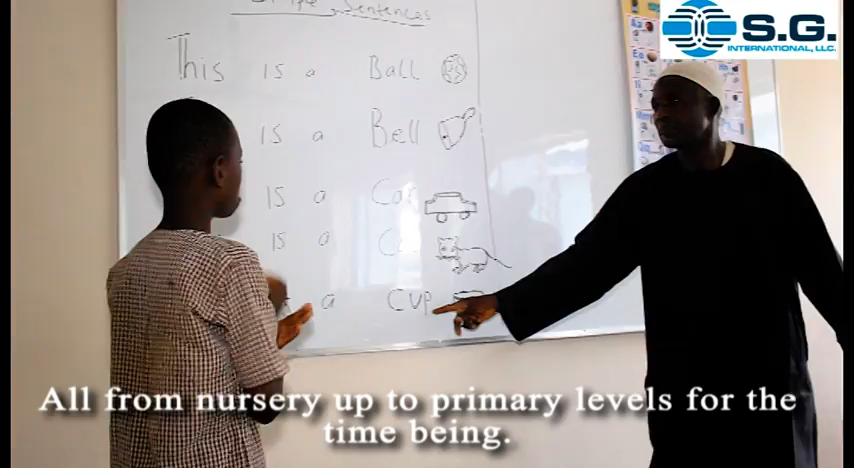 Simple Sentences
This is a Ball
is a Bell
is a Car
is a
a Cup
S.G.
INTERNATIONAL, LLC.
All from nursery up to primary levels for the
time being.